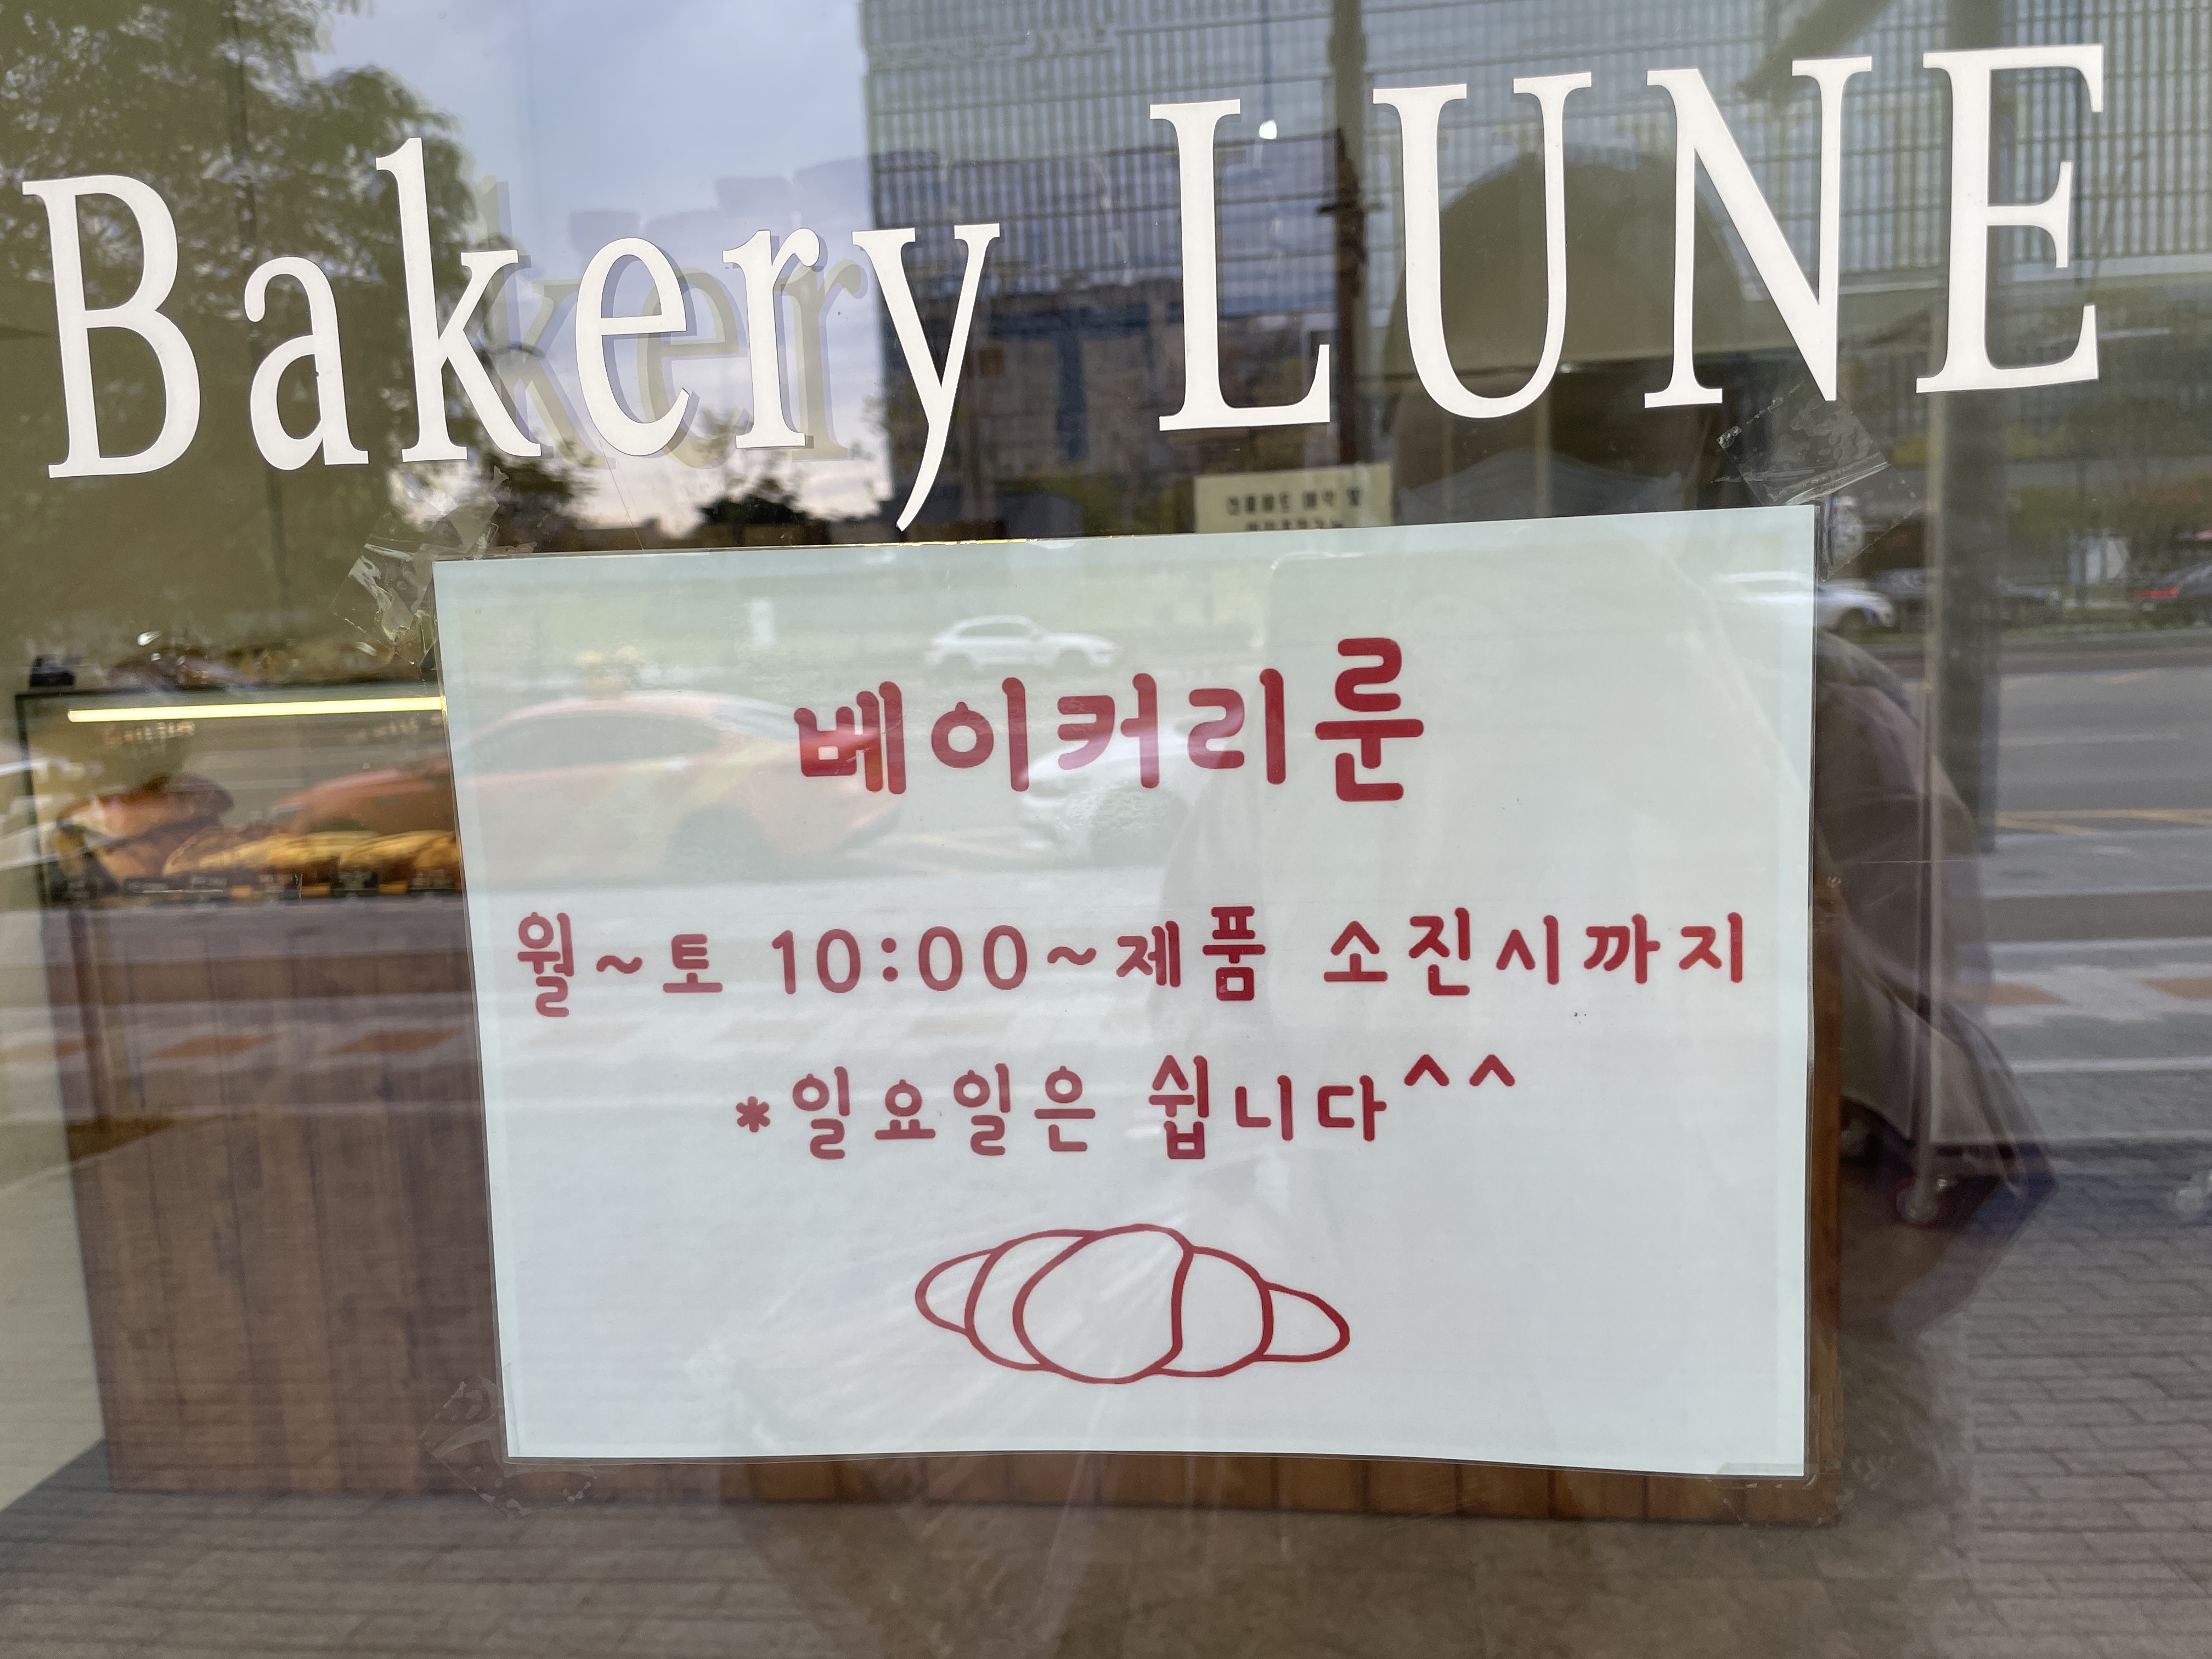 Bakery LUNE
베이커리룬
월~토 10:00~제품 소진시까지
*일요일은 쉽니다^^